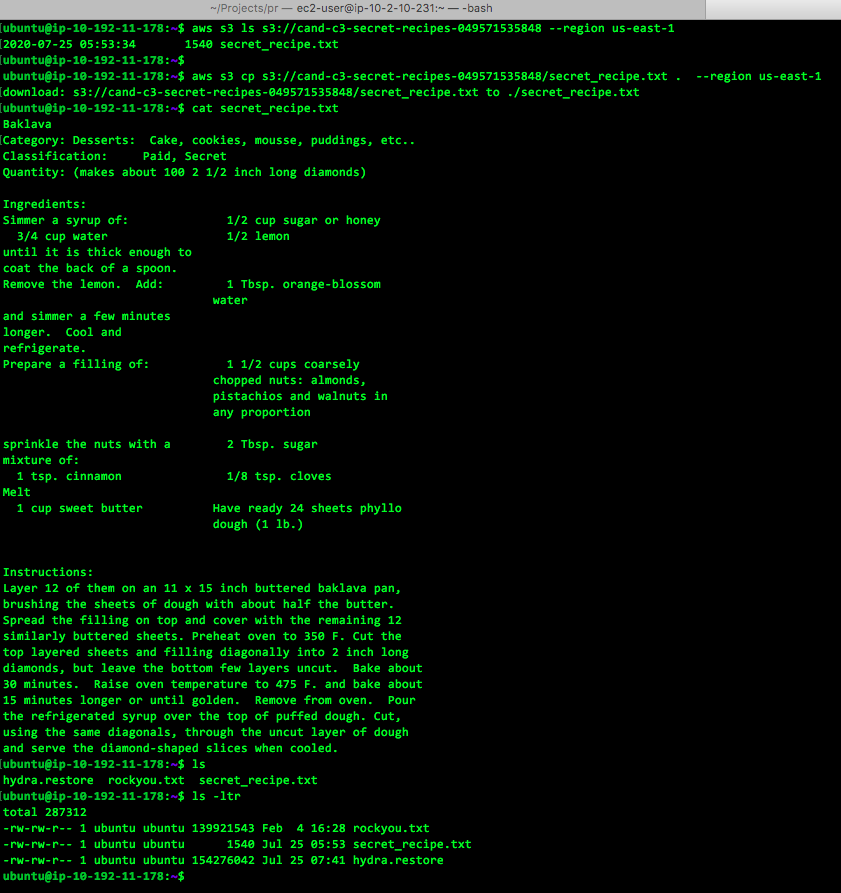 ~/Projects/pr — ec2-user@ip-10-2-10-231:~ — -bash
[ubuntu@ip-10-192-11-178:~$ aws s3 ls s3://cand-c3-secret-recipes-049571535848 --region us-east-1
[2020-07-25 05:53:34       1540 secret_recipe.txt
ubuntu@ip-10-192-11-178:~$
ubuntu@ip-10-192-11-178:~$ aws s3 cp s3://cand-c3-secret-recipes-049571535848/secret_recipe.txt .  --region us-east-1
[download: s3://cand-c3-secret-recipes-049571535848/secret_recipe.txt to ./secret_recipe.txt
[ubuntu@ip-10-192-11-178:~$ cat secret_recipe.txt
Baklava
[Category: Desserts:  Cake, cookies, mousse, puddings, etc..
Classification:     Paid, Secret
Quantity: (makes about 100 2 1/2 inch long diamonds)

Ingredients:
Simmer a syrup of:              1/2 cup sugar or honey
  3/4 cup water                 1/2 lemon
until it is thick enough to
coat the back of a spoon.
Remove the lemon.  Add:         1 Tbsp. orange-blossom
                              water
and simmer a few minutes
longer.  Cool and
refrigerate.
Prepare a filling of:           1 1/2 cups coarsely
                              chopped nuts: almonds,
                              pistachios and walnuts in
                              any proportion

sprinkle the nuts with a        2 Tbsp. sugar
mixture of:
  1 tsp. cinnamon               1/8 tsp. cloves
Melt
  1 cup sweet butter          Have ready 24 sheets phyllo
                              dough (1 lb.)

Instructions:
Layer 12 of them on an 11 x 15 inch buttered baklava pan,
brushing the sheets of dough with about half the butter.
Spread the filling on top and cover with the remaining 12
similarly buttered sheets. Preheat oven to 350 F. Cut the
top layered sheets and filling diagonally into 2 inch long
diamonds, but leave the bottom few layers uncut.  Bake about
30 minutes.  Raise oven temperature to 475 F. and bake about
15 minutes longer or until golden.  Remove from oven.  Pour
the refrigerated syrup over the top of puffed dough. Cut,
using the same diagonals, through the uncut layer of dough
and serve the diamond-shaped slices when cooled.
[ubuntu@ip-10-192-11-178:~$ ls
hydra.restore  rockyou.txt  secret_recipe.txt
[ubuntu@ip-10-192-11-178:~$ ls -ltr
total 287312
-rw-rw-r-- 1 ubuntu ubuntu 139921543 Feb  4 16:28 rockyou.txt
-rw-rw-r-- 1 ubuntu ubuntu      1540 Jul 25 05:53 secret_recipe.txt
-rw-rw-r-- 1 ubuntu ubuntu 154276042 Jul 25 07:41 hydra.restore
ubuntu@ip-10-192-11-178:~$